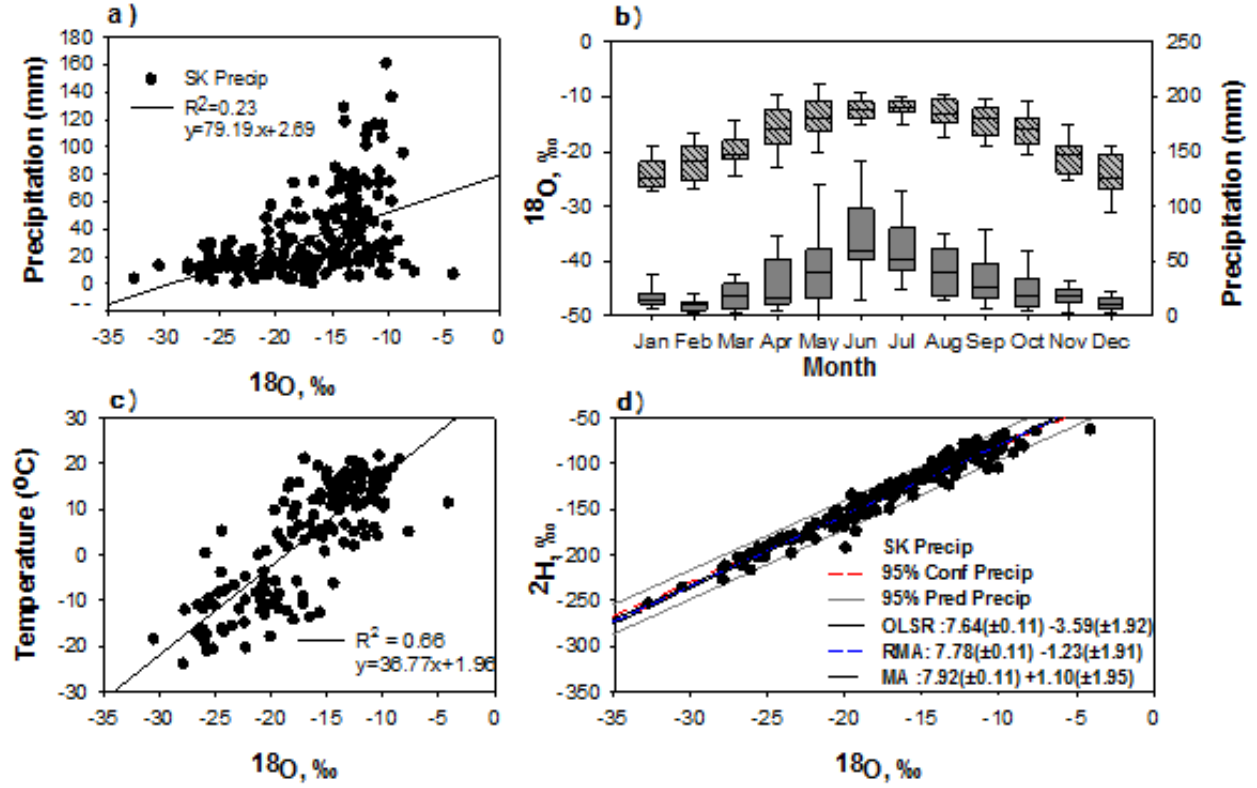 a )
Precipitation (mm)
180
160
140
120
100
80
60
40
20
0
--
SK Precip
R²=0.23
y=79.19.x+2.69
-35 -30 -25 -20 -15 -10 -5 0
¹⁸O, ‰
b )
¹⁸O, ‰
0
-10
-20
-30
-40
-50
250
200
150
100
50
0
Precipitation (mm)
Jan Feb Mar Apr May Jun Jul Aug Sep Oct Nov Dec
Month
c )
Temperature (ºC)
30
20
10
0
-10
-20
-30
R² = 0.66
y=36.77x+1.96
-35 -30 -25 -20 -15 -10 -5 0
¹⁸O, ‰
d )
²H, ‰
-50
-100
-150
-200
-250
-300
-350
SK Precip
95% Conf Precip
95% Pred Precip
OLSR :7.64(±0.11) -3.59(±1.92)
RMA: 7.78(±0.11) -1.23(±1.91)
MA :7.92(±0.11) +1.10(±1.95)
-35 -30 -25 -20 -15 -10 -5 0
¹⁸O, ‰